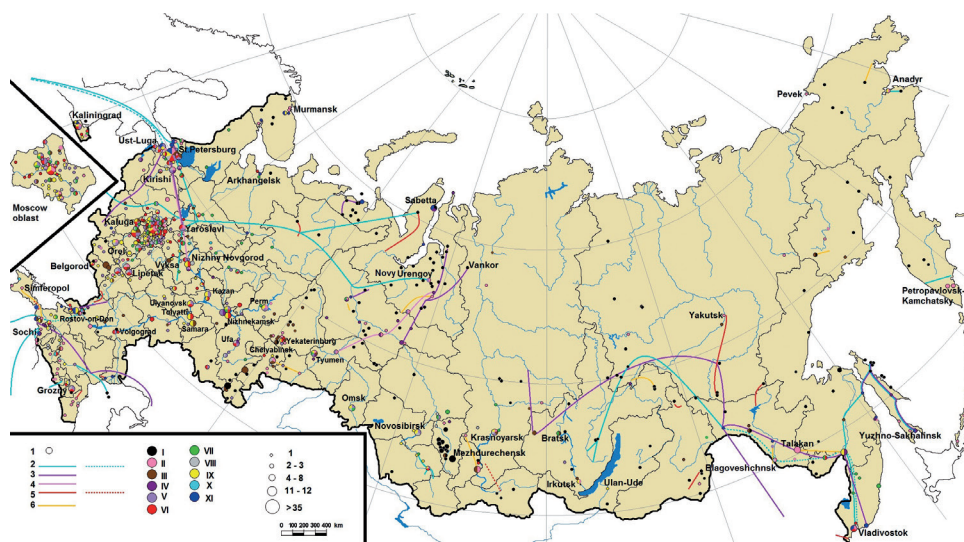 Murmansk
Pevek
Anadyr
Kaliningrad
Ust-Luga
St Petersburg
Kirishi
Arkhangelsk
Moscow
oblast
Sabetta
Kaluga
Yaroslavl
Orel
Vyksa
Nizhny Novgorod
Belgorod
Lipetsk
Novy Urengoy
Vankor
Simferopol
Kazan
Ulyanovsk
Perm
Petropavlovsk-
Kamchatsky
Rostov-on-Don
Tolyatti
Nizhnekamsk
Yakutsk
Sochi
Volgograd
Samara
Ufa
Yekaterinburg
Chelyabinsk
Tyumen
Grozny
Omsk
Novosibirsk
Krasnoyarsk
Bratsk
Talakan
Yuzhno-Sakhalinsk
Mezhdurechensk
Blagoveshchnsk
Irkutsk
Ulan-Ude
Vladivostok
1
2
3
4
5
6
I
II
III
IV
V
VI
VII
VIII
IX
X
XI
1
2 - 3
4 - 8
11 - 12
>35
0 100 200 300 400 km